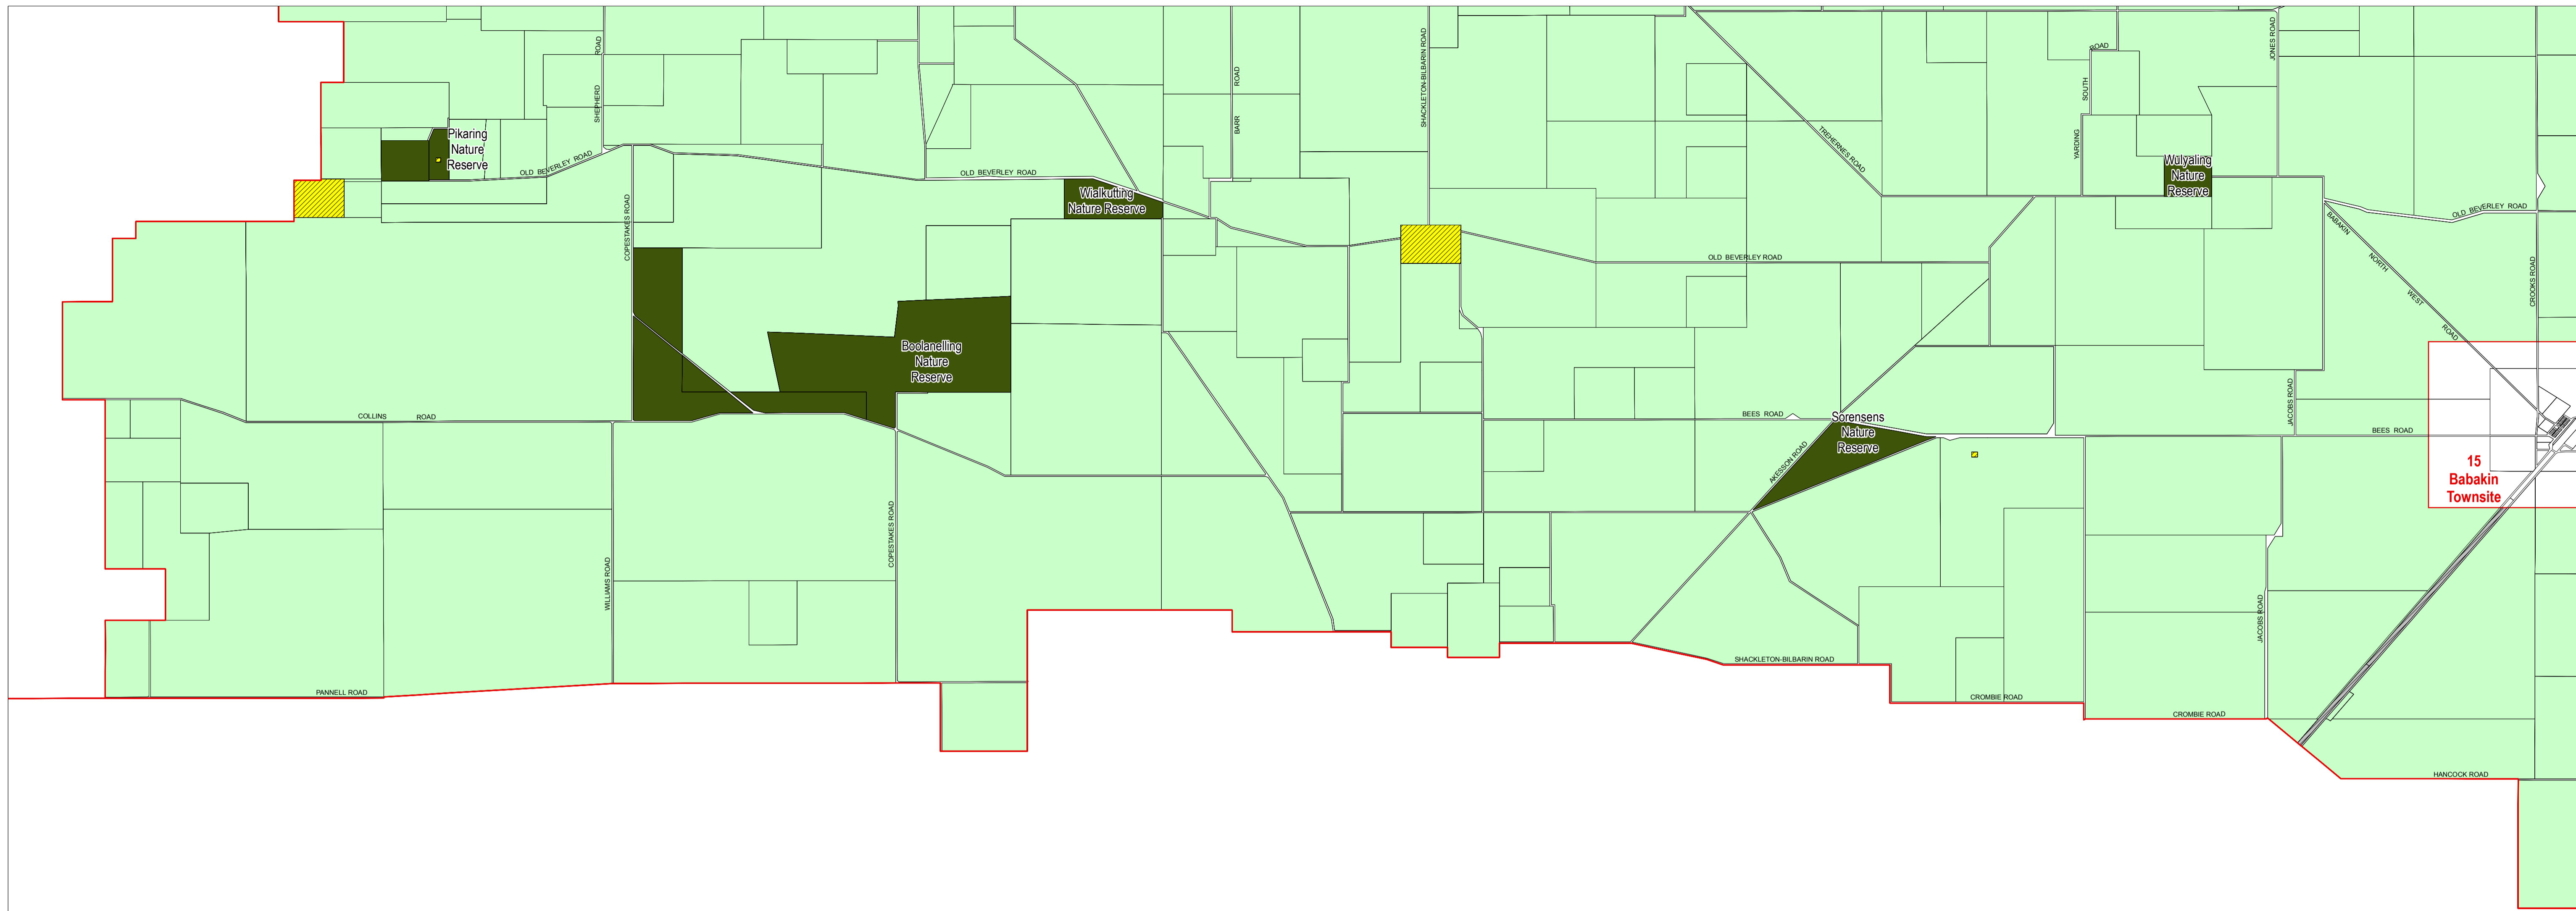 SHEPHERD
ROAD
Pikaring
Nature
Reserve
OLD BEVERLEY ROAD
COPESTAKES ROAD
OLD BEVERLEY ROAD
Wialkutting
Nature Reserve
BARR
ROAD
SHACKLETON-BILBARIN ROAD
TREHERNES ROAD
YARDING
SOUTH
ROAD
JONES ROAD
Wulyaling
Nature
Reserve
OLD BEVERLEY ROAD
OLD BEVERLEY ROAD
BABAKIN
NORTH
WEST
ROAD
CROOKS ROAD
Boolanelling
Nature
Reserve
COLLINS
ROAD
BEES ROAD
Sorensens
Nature
Reserve
AKESSON ROAD
JACOBS ROAD
BEES ROAD
15
Babakin
Townsite
WILLIAMS ROAD
COPESTAKES ROAD
JACOBS ROAD
SHACKLETON-BILBARIN ROAD
PANNELL ROAD
CROMBIE ROAD
CROMBIE ROAD
HANCOCK ROAD